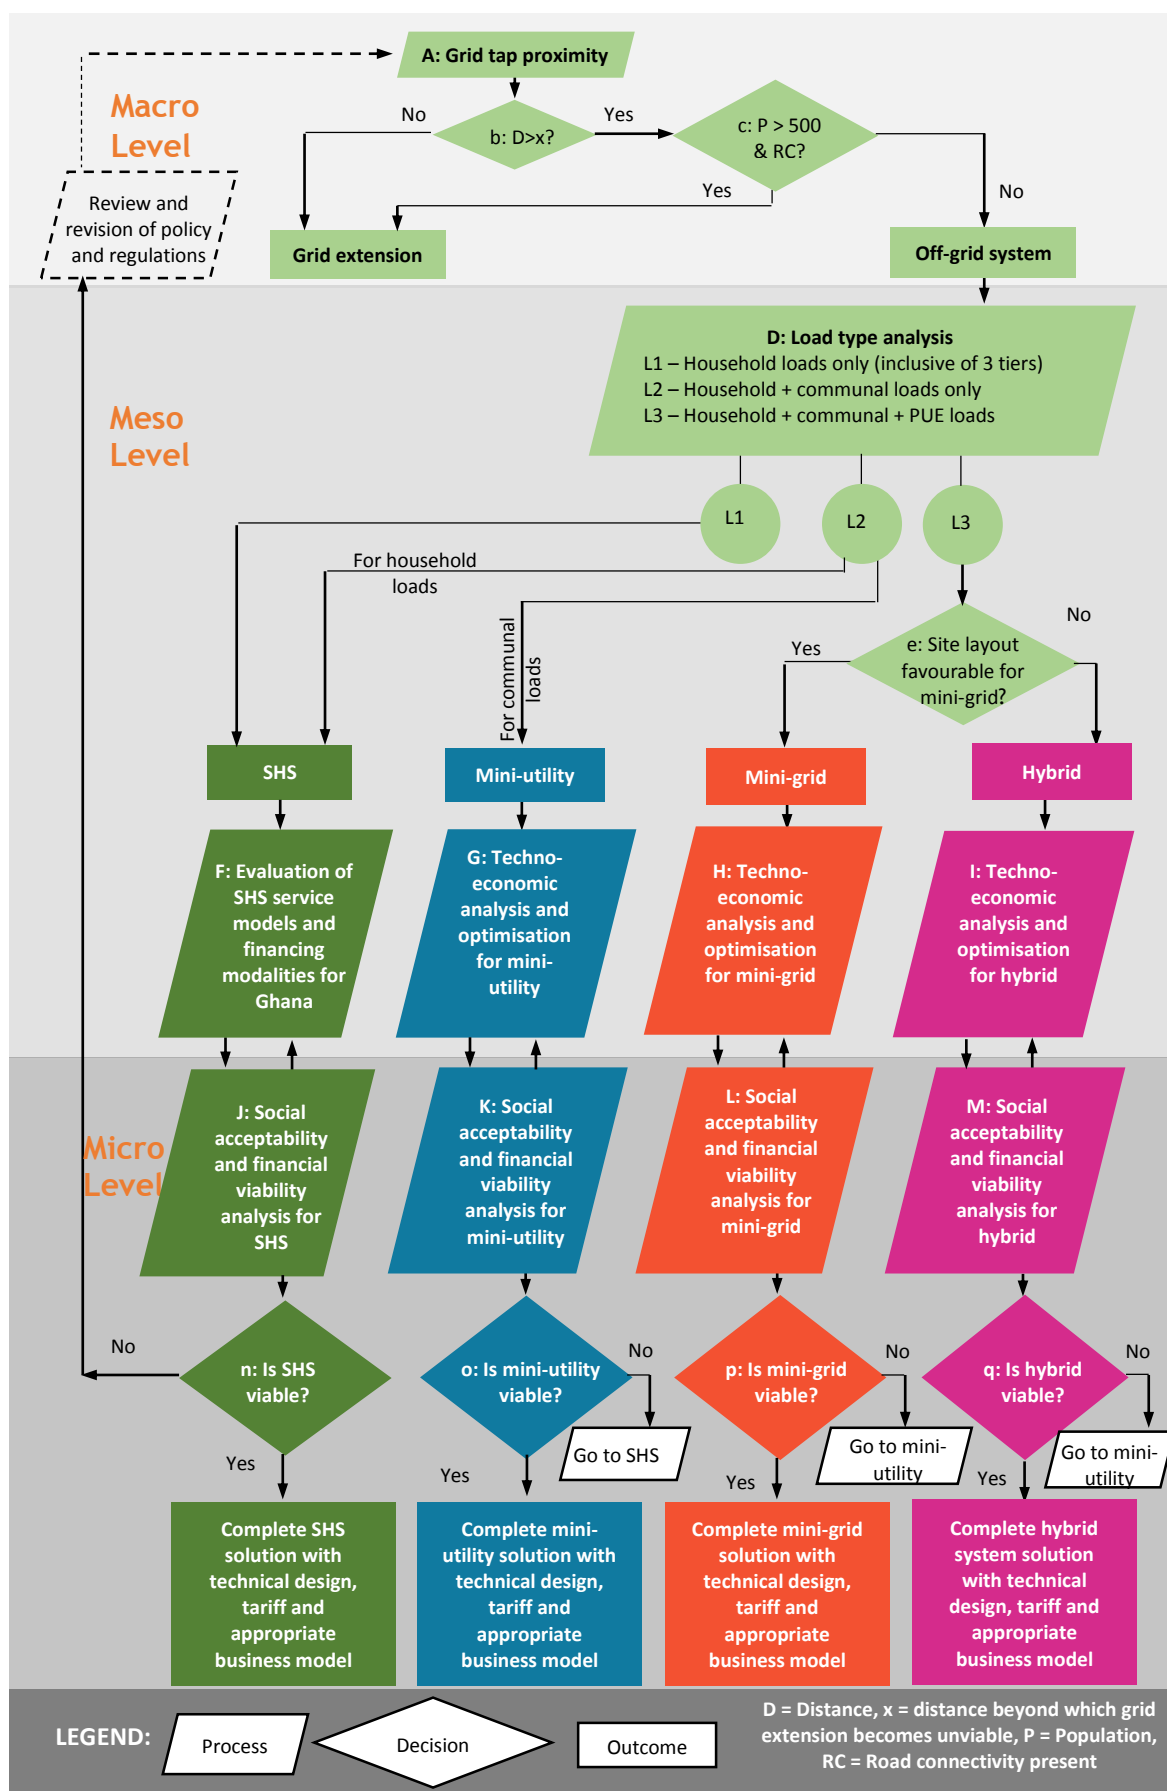 A: Grid tap proximity
Macro
Level
No
b: D>x?
Yes
c: P > 500
& RC?
Yes
No
Review and
revision of policy
and regulations
Grid extension
Off-grid system
D: Load type analysis
L1 – Household loads only (inclusive of 3 tiers)
L2 – Household + communal loads only
L3 – Household + communal + PUE loads
Meso
Level
L1
L2
L3
For household
loads
For communal
loads
Yes
e: Site layout
favourable for
mini-grid?
No
SHS
Mini-utility
Mini-grid
Hybrid
F: Evaluation of
SHS service
models and
financing
modalities for
Ghana
G: Techno-
economic
analysis and
optimisation
for mini-
utility
H: Techno-
economic
analysis and
optimisation
for mini-grid
I: Techno-
economic
analysis and
optimisation
for hybrid
Micro
Level
J: Social
acceptability
and financial
viability
analysis for
SHS
K: Social
acceptability
and financial
viability
analysis for
mini-utility
L: Social
acceptability
and financial
viability
analysis for
mini-grid
M: Social
acceptability
and financial
viability
analysis for
hybrid
No
n: Is SHS
viable?
o: Is mini-utility
viable?
No
p: Is mini-grid
viable?
No
q: Is hybrid
viable?
No
Go to SHS
Go to mini-
utility
Go to mini-
utility
Yes
Yes
Yes
Yes
Complete SHS
solution with
technical design,
tariff and
appropriate
business model
Complete mini-
utility solution with
technical design,
tariff and
appropriate
business model
Complete mini-grid
solution with
technical design,
tariff and
appropriate
business model
Complete hybrid
system solution
with technical
design, tariff and
appropriate
business model
LEGEND:
Process
Decision
Outcome
D = Distance, x = distance beyond which grid
extension becomes unviable, P = Population,
RC = Road connectivity present